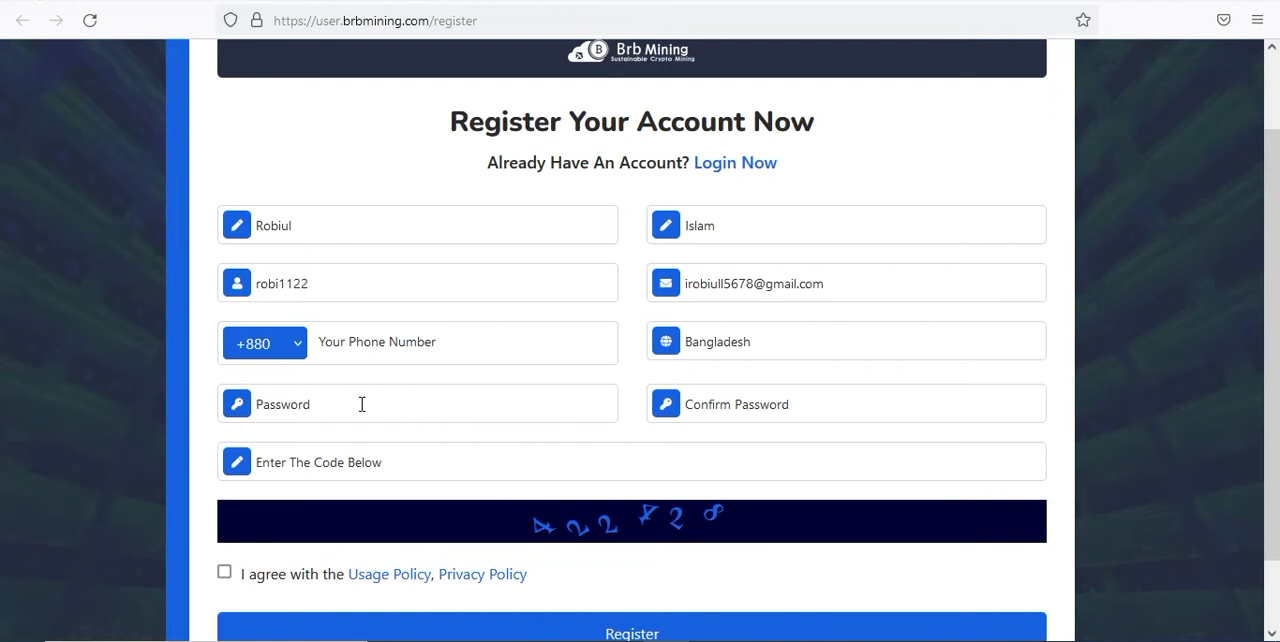 https://user.brbmining.com/register
Brb Mining
Sustainable Crypto Mining
Register Your Account Now
Already Have An Account? Login Now
Robiul
Islam
robi1122
irobiull5678@gmail.com
+880
Your Phone Number
Bangladesh
Password
Confirm Password
Enter The Code Below
422428
I agree with the Usage Policy, Privacy Policy
Register